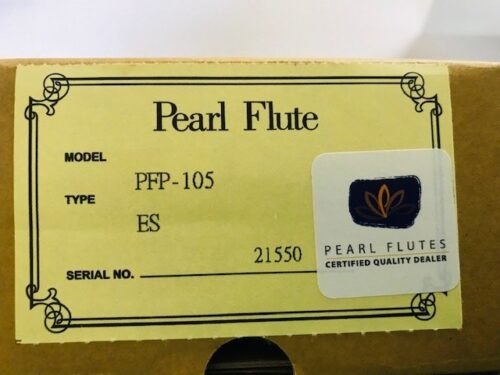 Pearl Flute
MODEL
PFP-105
TYPE
ES
21550
SERIAL NO.
PEARL FLUTES
CERTIFIED QUALITY DEALER